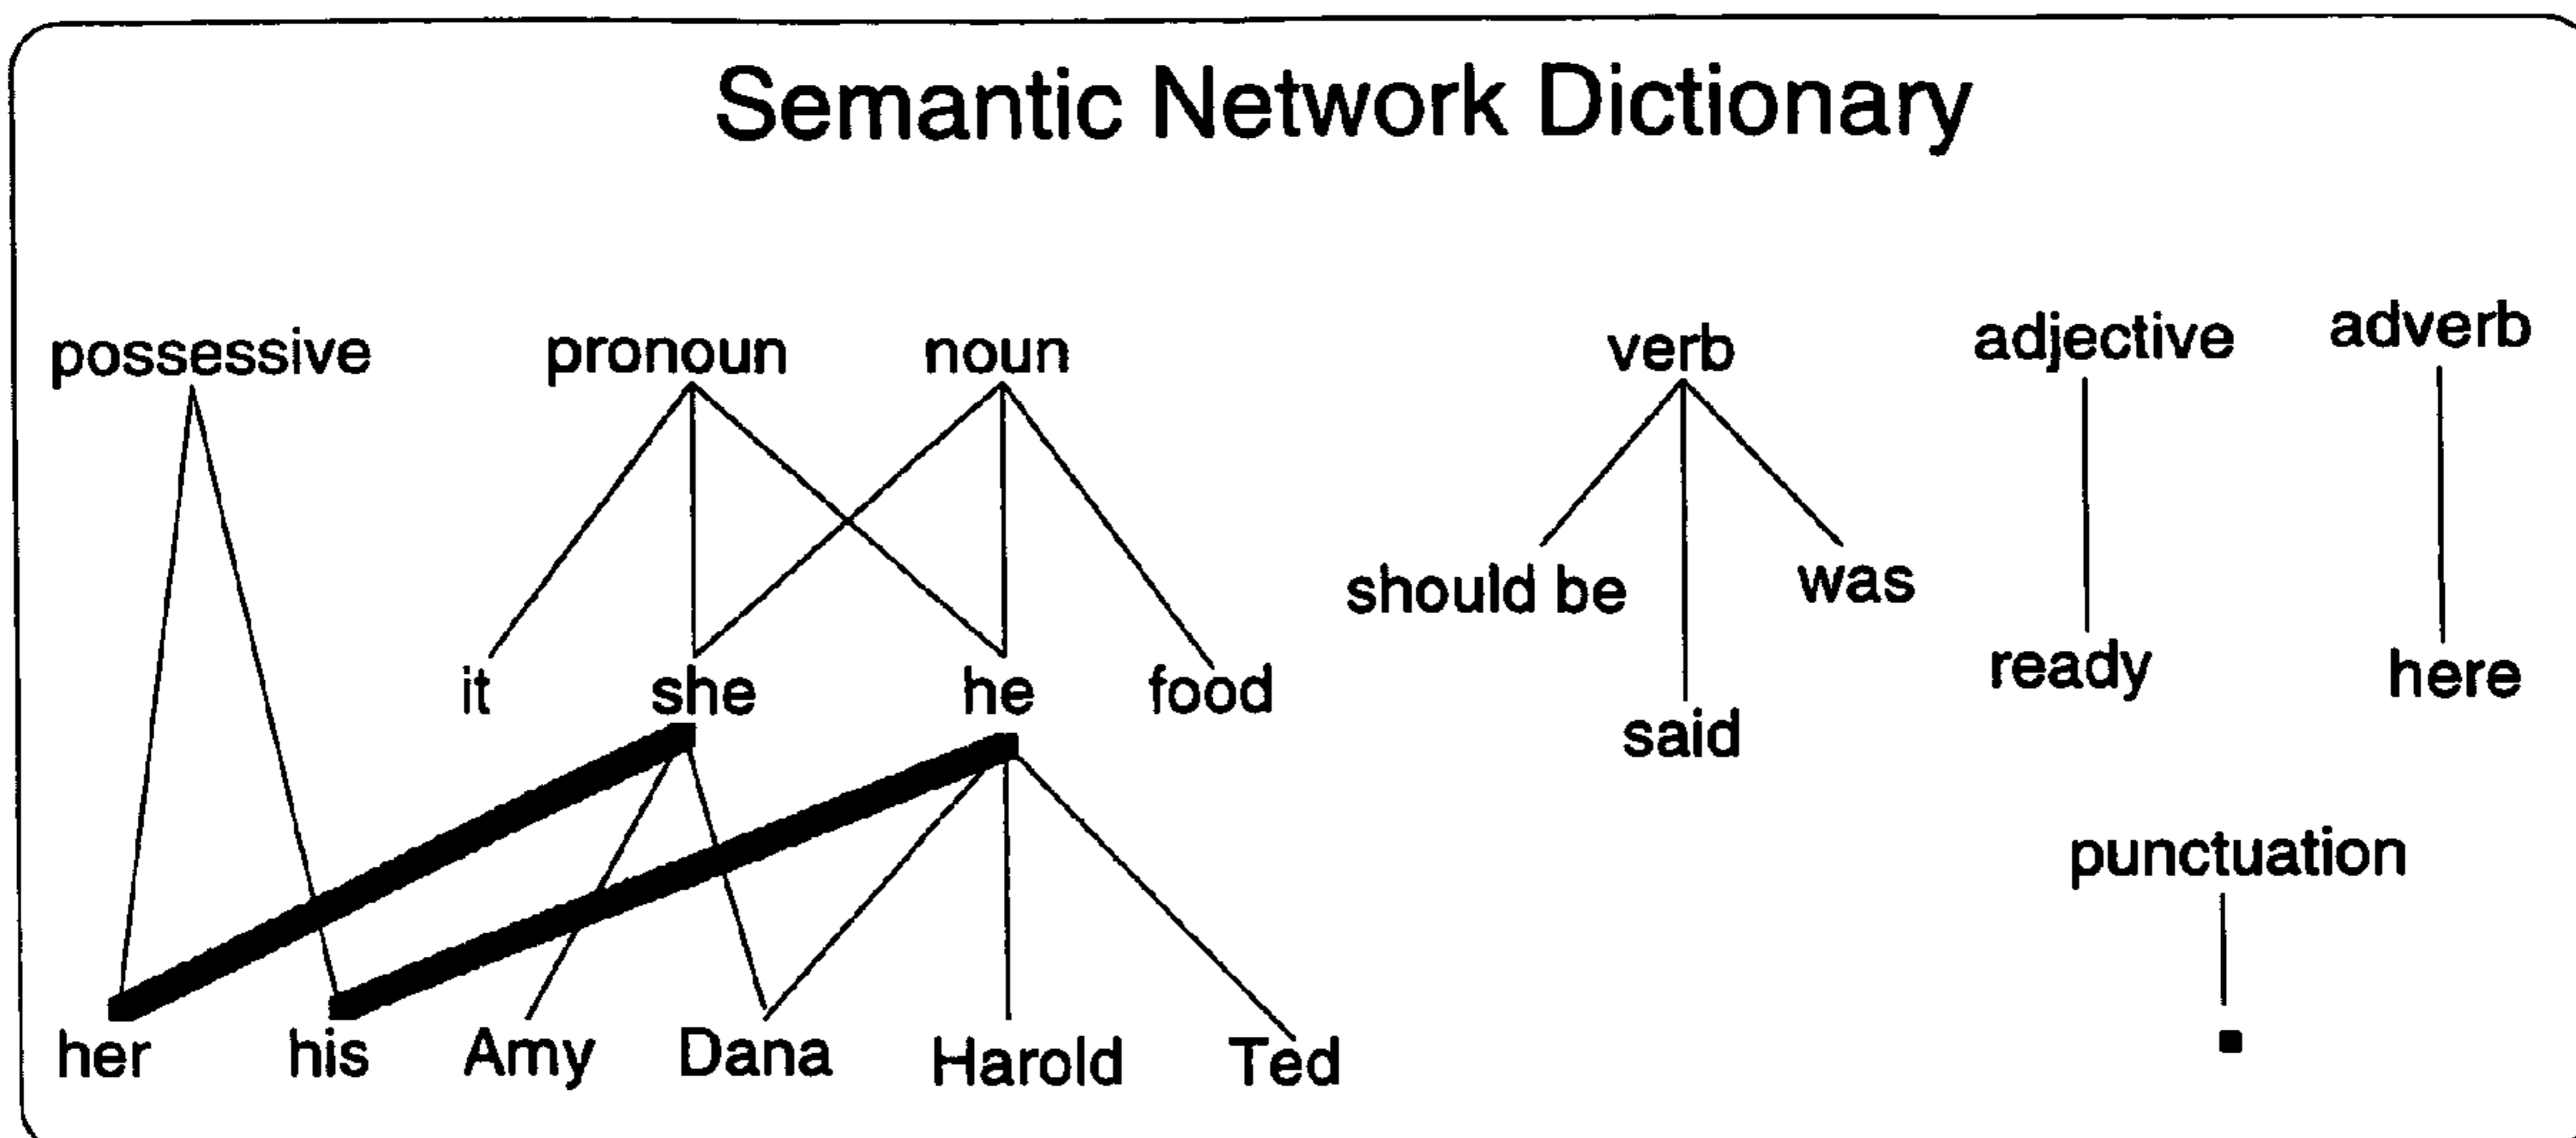 Semantic Network Dictionary
possessive pronoun noun verb adjective adverb
should be was
it she he food ready here
said
punctuation
her his Amy Dana Harold Ted .